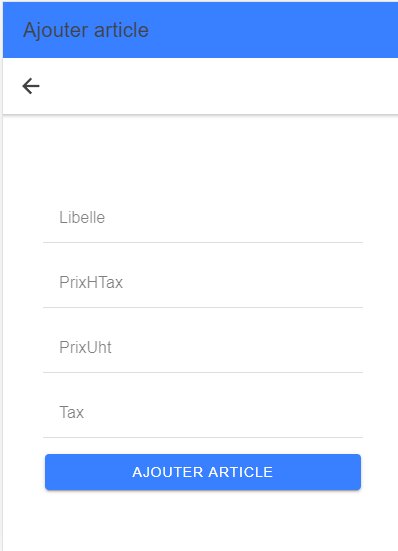 Ajouter article
Libelle
PrixHTax
PrixUht
Tax
AJOUTER ARTICLE